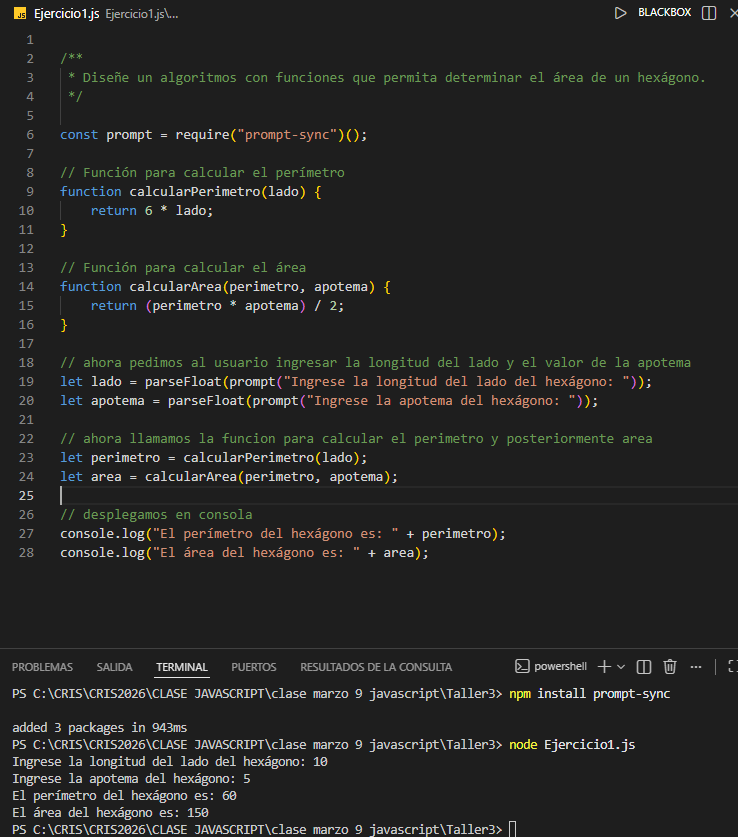 JS Ejercicio1.js Ejercicio1.js\... BLACKBOX
1
2 /**
3 * Diseñe un algoritmos con funciones que permita determinar el área de un hexágono.
4 */
5
6 const prompt = require("prompt-sync")();
7
8 // Función para calcular el perímetro
9 function calcularPerimetro(lado) {
10 return 6 * lado;
11 }
12
13 // Función para calcular el área
14 function calcularArea(perimetro, apotema) {
15 return (perimetro * apotema) / 2;
16 }
17
18 // ahora pedimos al usuario ingresar la longitud del lado y el valor de la apotema
19 let lado = parseFloat(prompt("Ingrese la longitud del lado del hexágono: "));
20 let apotema = parseFloat(prompt("Ingrese la apotema del hexágono: "));
21
22 // ahora llamamos la funcion para calcular el perimetro y posteriormente area
23 let perimetro = calcularPerimetro(lado);
24 let area = calcularArea(perimetro, apotema);
25
26 // desplegamos en consola
27 console.log("El perímetro del hexágono es: " + perimetro);
28 console.log("El área del hexágono es: " + area);
PROBLEMAS SALIDA TERMINAL PUERTOS RESULTADOS DE LA CONSULTA powershell
PS C:\CRIS\CRIS2026\CLASE JAVASCRIPT\clase marzo 9 javascript\Taller3> npm install prompt-sync
added 3 packages in 943ms
PS C:\CRIS\CRIS2026\CLASE JAVASCRIPT\clase marzo 9 javascript\Taller3> node Ejercicio1.js
Ingrese la longitud del lado del hexágono: 10
Ingrese la apotema del hexágono: 5
El perímetro del hexágono es: 60
El área del hexágono es: 150
PS C:\CRIS\CRIS2026\CLASE JAVASCRIPT\clase marzo 9 javascript\Taller3>